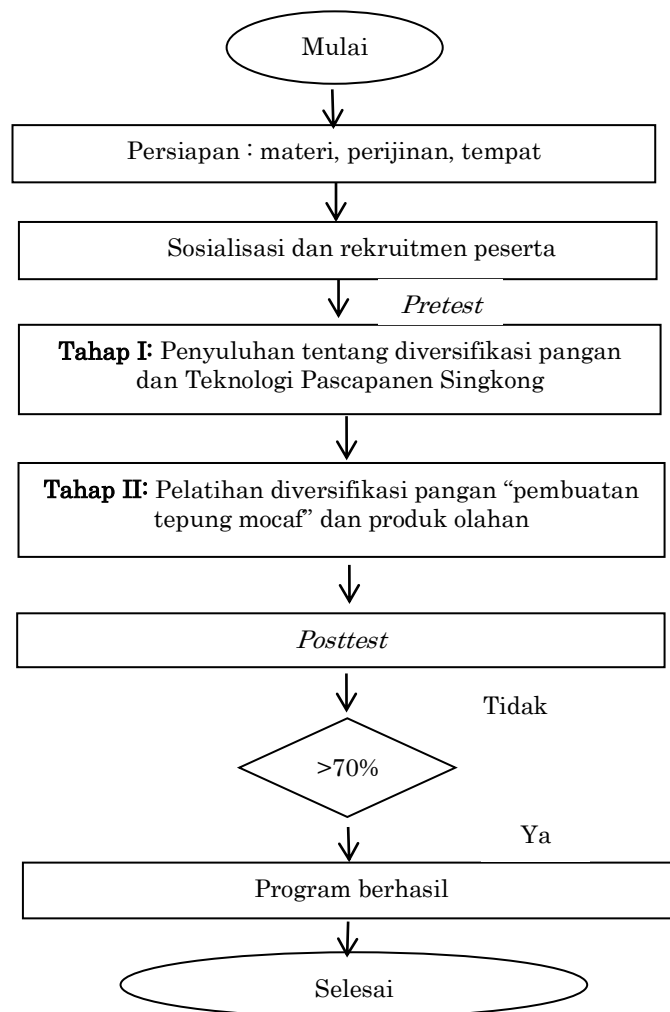 Mulai
Persiapan : materi, perijinan, tempat
Sosialisasi dan rekruitmen peserta
Pretest
Tahap I: Penyuluhan tentang diversifikasi pangan
dan Teknologi Pascapanen Singkong
Tahap II: Pelatihan diversifikasi pangan “pembuatan
tepung mocaf” dan produk olahan
Posttest
Tidak
>70%
Ya
Program berhasil
Selesai